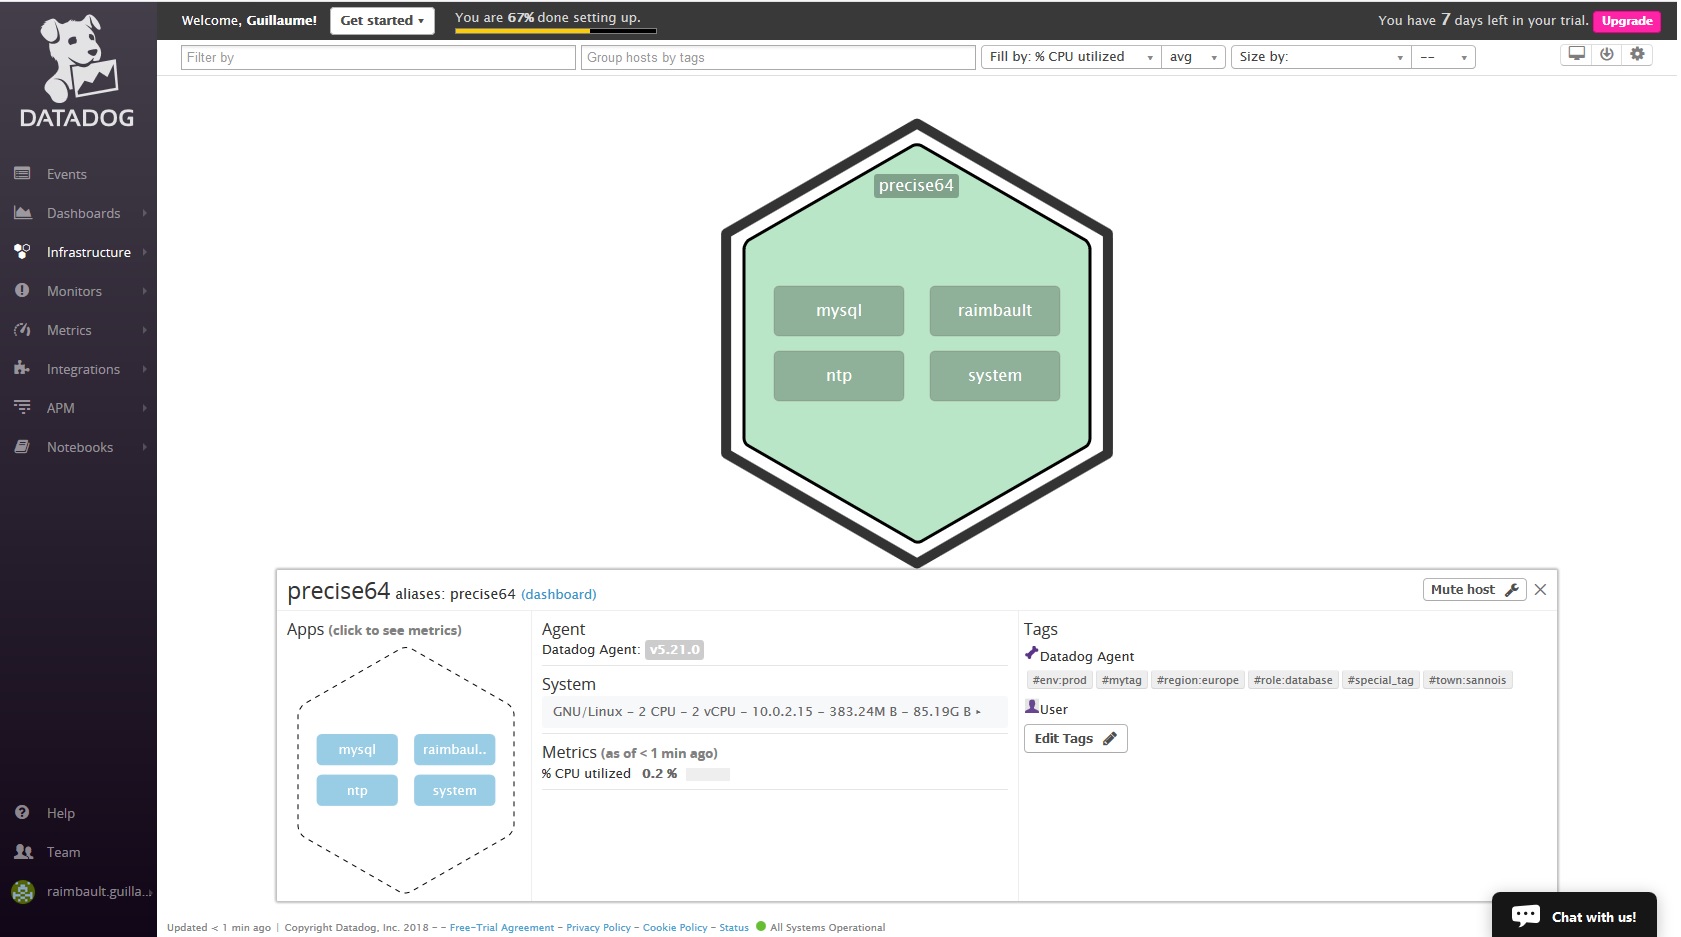 DATADOG
Events
Dashboards
Infrastructure
Monitors
Metrics
Integrations
APM
Notebooks
Help
Team
raimbault.guilla...
Welcome, Guillaume! Get started You are 67% done setting up. You have 7 days left in your trial. Upgrade
Filter by Group hosts by tags Fill by: % CPU utilized avg Size by: --
precise64
mysql raimbault
ntp system
precise64 aliases: precise64 (dashboard) Mute host
Apps (click to see metrics)
mysql raimbaul..
ntp system
Agent
Datadog Agent: v5.21.0
System
GNU/Linux - 2 CPU - 2 vCPU - 10.0.2.15 - 383.24M B - 85.19G B
Metrics (as of < 1 min ago)
% CPU utilized 0.2 %
Tags
Datadog Agent
#env:prod #mytag #region:europe #role:database #special_tag #town:sannois
User
Edit Tags
Updated < 1 min ago | Copyright Datadog, Inc. 2018 - - Free-Trial Agreement - Privacy Policy - Cookie Policy - Status All Systems Operational
Chat with us!